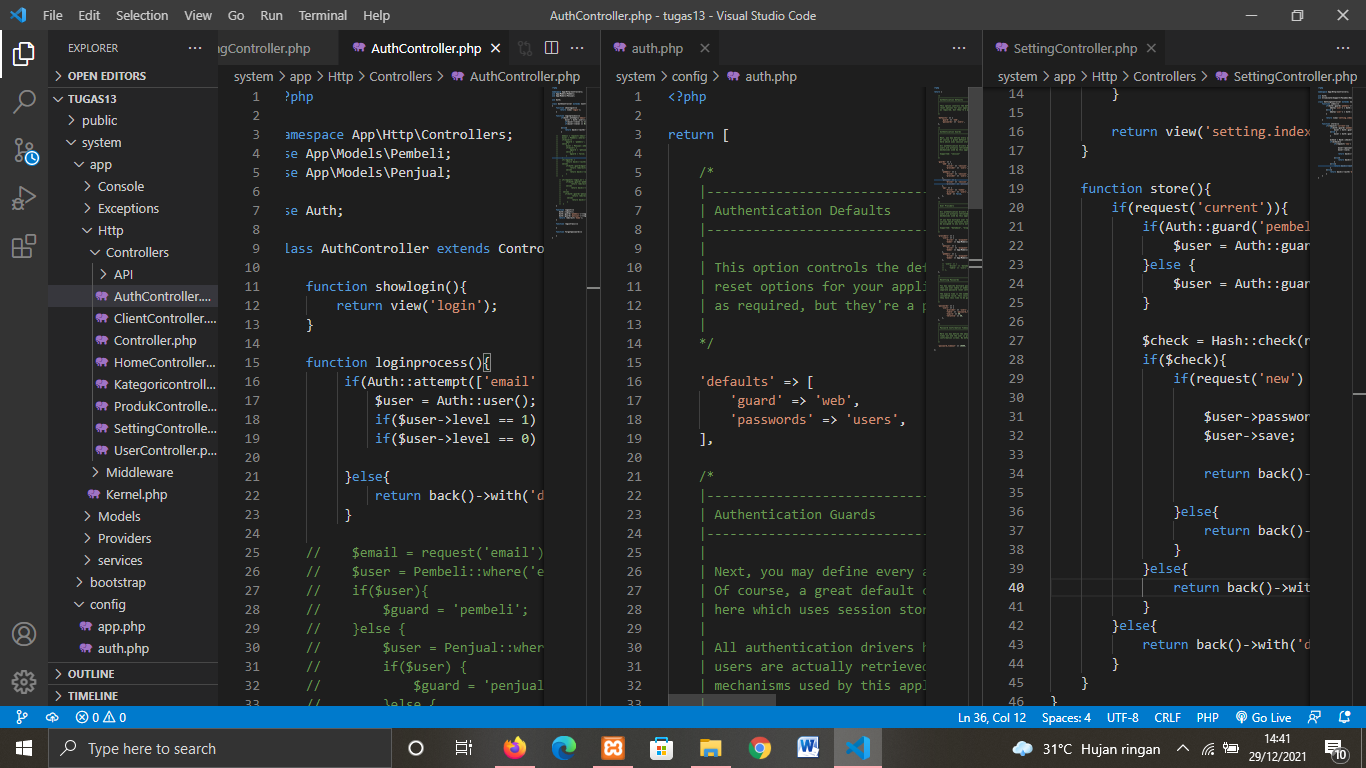 File Edit Selection View Go Run Terminal Help AuthController.php - tugas13 - Visual Studio Code
EXPLORER
OPEN EDITORS
TUGAS13
public
system
app
Console
Exceptions
Http
Controllers
API
AuthController....
ClientController....
Controller.php
HomeController...
Kategoricontroll...
ProdukControlle...
SettingControlle...
UserController.p...
Middleware
Kernel.php
Models
Providers
services
bootstrap
config
app.php
auth.php
OUTLINE
TIMELINE
gController.php AuthController.php
system > app > Http > Controllers > AuthController.php
1 ?php
2
3 amespace App\Http\Controllers;
4 se App\Models\Pembeli;
5 se App\Models\Penjual;
6
7 se Auth;
8
9 lass AuthController extends Contro
10
11 function showlogin(){
12 return view('login');
13 }
14
15 function loginprocess(){
16 if(Auth::attempt(['email'
17 $user = Auth::user();
18 if($user->level == 1)
19 if($user->level == 0)
20
21 }else{
22 return back()->with('d
23 }
24
25 // $email = request('email')
26 // $user = Pembeli::where('e
27 // if($user){
28 // $guard = 'pembeli';
29 // }else {
30 // $user = Penjual::wher
31 // if($user) {
32 // $guard = 'penjual
33 // }else {
auth.php
system > config > auth.php
1 <?php
2
3 return [
4
5 /*
6 |----------------------------
7 | Authentication Defaults
8 |----------------------------
9 |
10 | This option controls the def
11 | reset options for your appli
12 | as required, but they're a p
13 |
14 */
15
16 'defaults' => [
17 'guard' => 'web',
18 'passwords' => 'users',
19 ],
20
21 /*
22 |----------------------------
23 | Authentication Guards
24 |----------------------------
25 |
26 | Next, you may define every a
27 | Of course, a great default c
28 | here which uses session stor
29 |
30 | All authentication drivers h
31 | users are actually retrieved
32 | mechanisms used by this appl
33 |
SettingController.php
system > app > Http > Controllers > SettingController.php
14 }
15
16 return view('setting.index
17 }
18
19 function store(){
20 if(request('current')){
21 if(Auth::guard('pembel
22 $user = Auth::guar
23 }else {
24 $user = Auth::guar
25 }
26
27 $check = Hash::check(r
28 if($check){
29 if(request('new')
30
31 $user->passwor
32 $user->save;
33
34 return back()-
35
36 }else{
37 return back()-
38 }
39 }else{
40 return back()->wit
41 }
42 }else{
43 return back()->with('d
44 }
45 }
46 }
0 0 Ln 36, Col 12 Spaces: 4 UTF-8 CRLF PHP Go Live
Type here to search 31°C Hujan ringan 14:41
29/12/2021 10